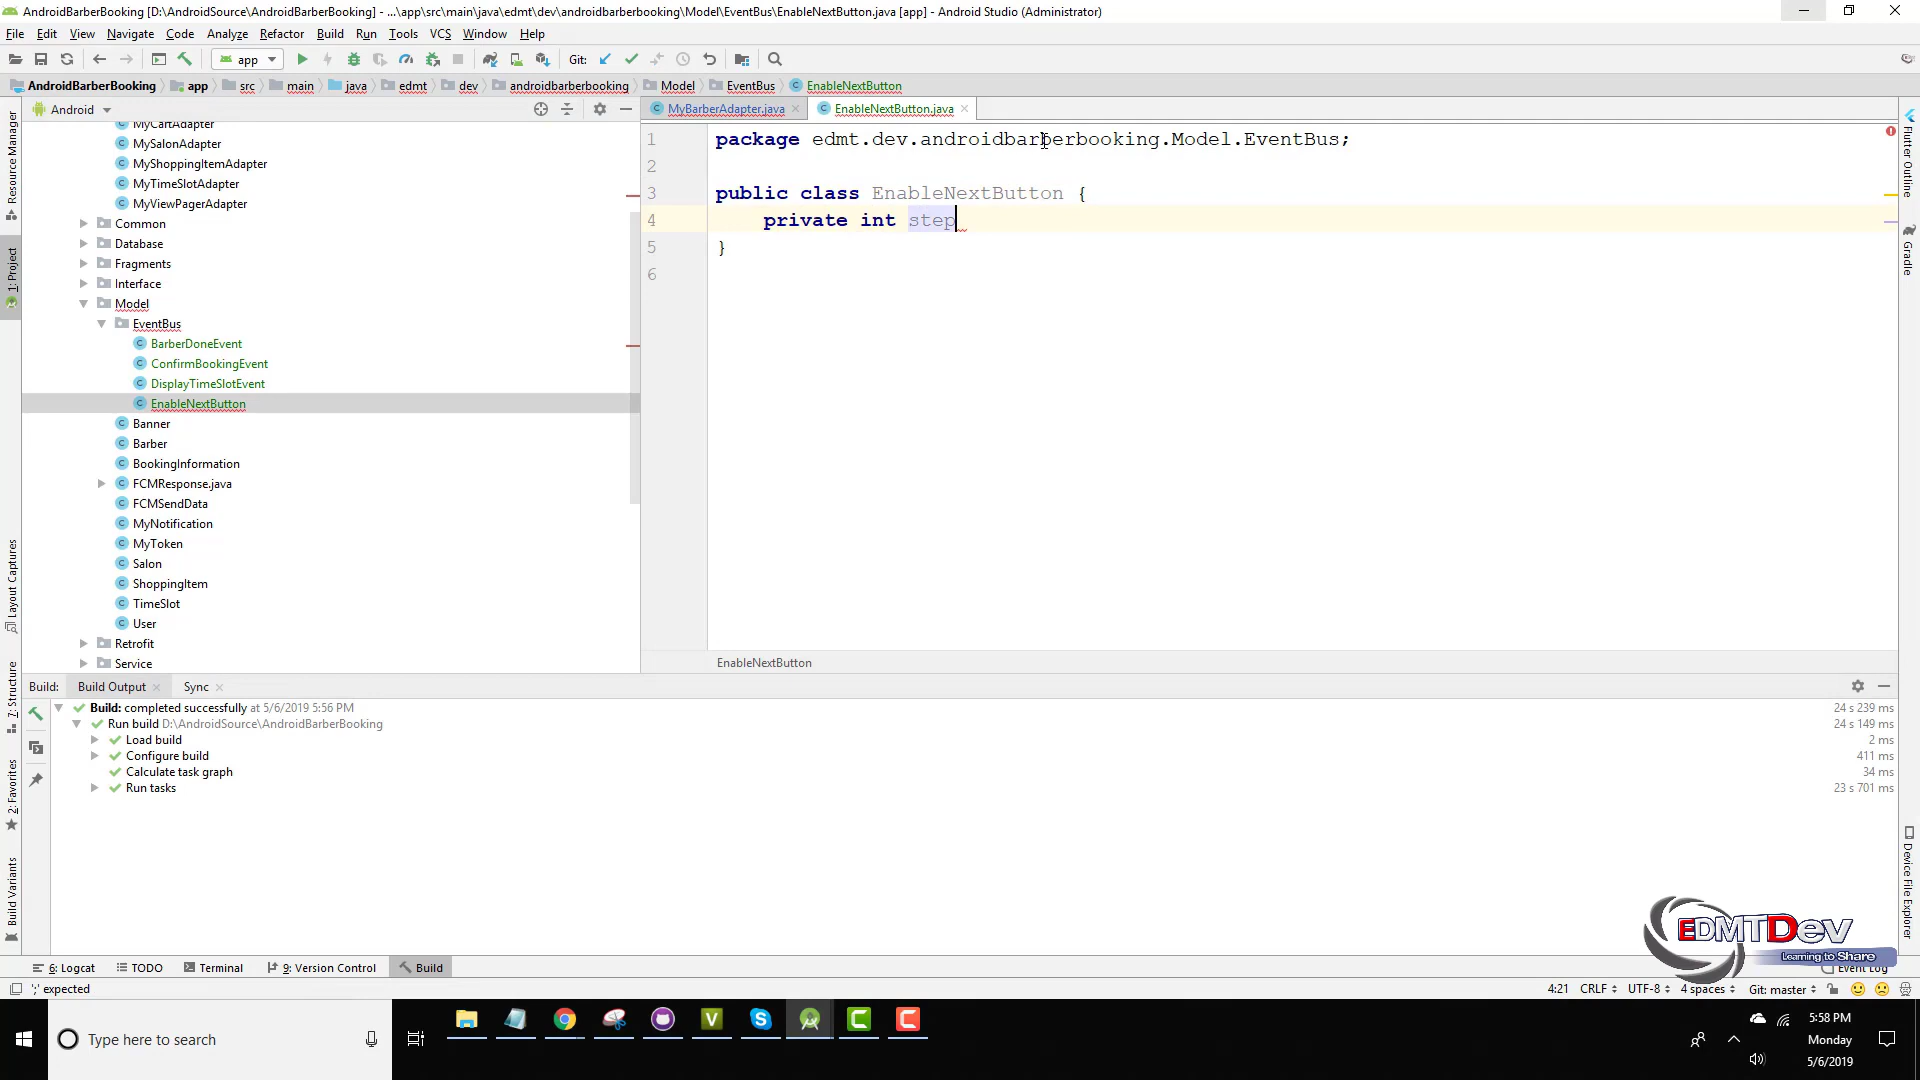 AndroidBarberBooking [D:\AndroidSource\AndroidBarberBooking] - ...\app\src\main\java\edmt\dev\androidbarberbooking\Model\EventBus\EnableNextButton.java [app] - Android Studio (Administrator)
File Edit View Navigate Code Analyze Refactor Build Run Tools VCS Window Help
app Git:
AndroidBarberBooking app src main java edmt dev androidbarberbooking Model EventBus EnableNextButton
Android
MyBarberAdapter.java EnableNextButton.java
MyCartAdapter
MySalonAdapter
MyShoppingItemAdapter
MyTimeSlotAdapter
MyViewPagerAdapter
Common
Database
Fragments
Interface
Model
EventBus
BarberDoneEvent
ConfirmBookingEvent
DisplayTimeSlotEvent
EnableNextButton
Banner
Barber
BookingInformation
FCMResponse.java
FCMSendData
MyNotification
MyToken
Salon
ShoppingItem
TimeSlot
User
Retrofit
Service
1 package edmt.dev.androidbarberbooking.Model.EventBus;
2
3 public class EnableNextButton {
4 private int step
5 }
6
EnableNextButton
Resource Manager
1: Project
Layout Captures
7: Structure
2: Favorites
Build Variants
Flutter Outline
Gradle
Device File Explorer
Build: Build Output Sync
Build: completed successfully at 5/6/2019 5:56 PM 24 s 239 ms
Run build D:\AndroidSource\AndroidBarberBooking 24 s 149 ms
Load build 2 ms
Configure build 411 ms
Calculate task graph 34 ms
Run tasks 23 s 701 ms
EDMTDev
Learning to Share
6: Logcat TODO Terminal 9: Version Control Build Event Log
';' expected 4:21 CRLF UTF-8 4 spaces Git: master
Type here to search
5:58 PM
Monday
5/6/2019